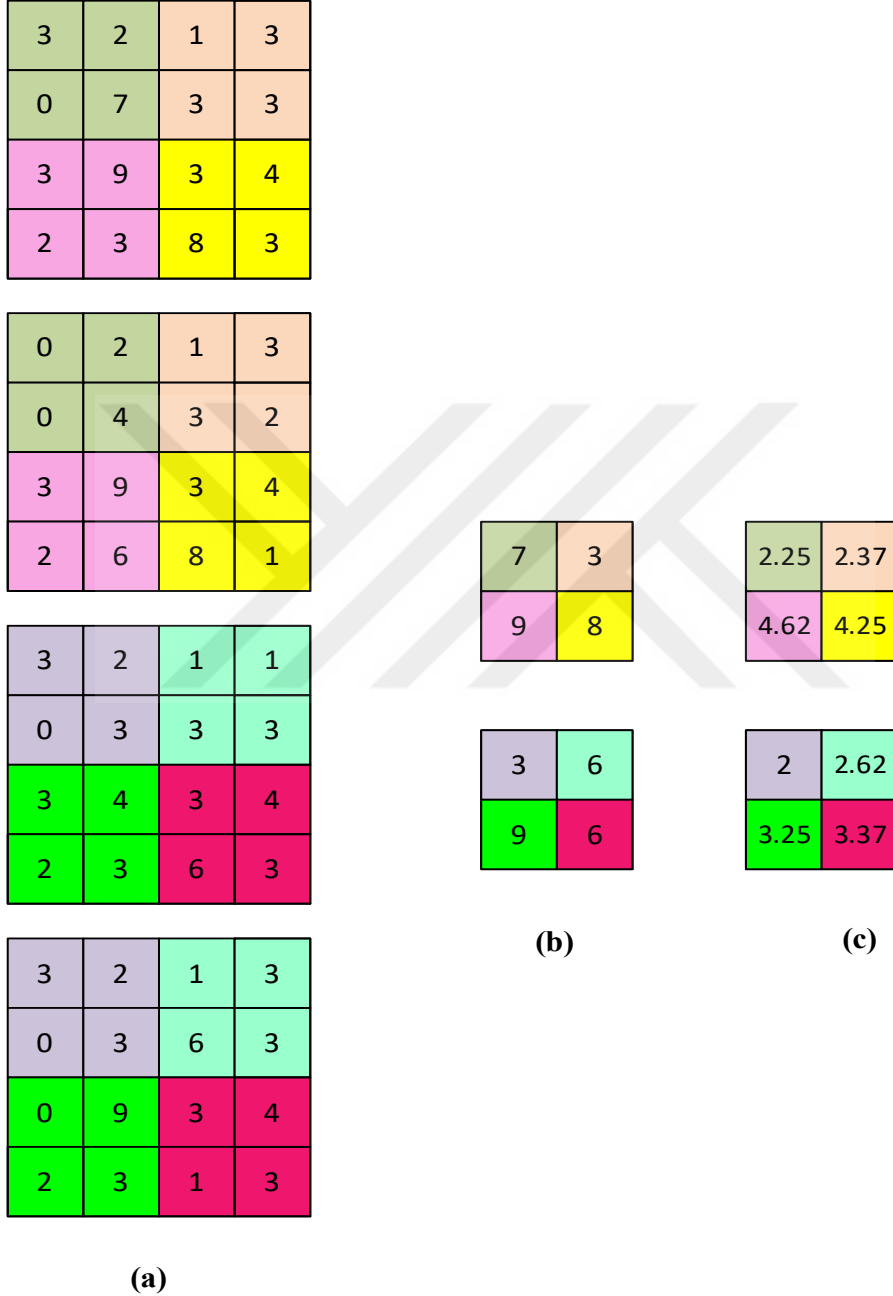 3 2 1 3
0 7 3 3
3 9 3 4
2 3 8 3
0 2 1 3
0 4 3 2
3 9 3 4
2 6 8 1
3 2 1 1
0 3 3 3
3 4 3 4
2 3 6 3
3 2 1 3
0 3 6 3
0 9 3 4
2 3 1 3
(a)
7 3
9 8
3 6
9 6
(b)
2.25 2.37
4.62 4.25
2 2.62
3.25 3.37
(c)